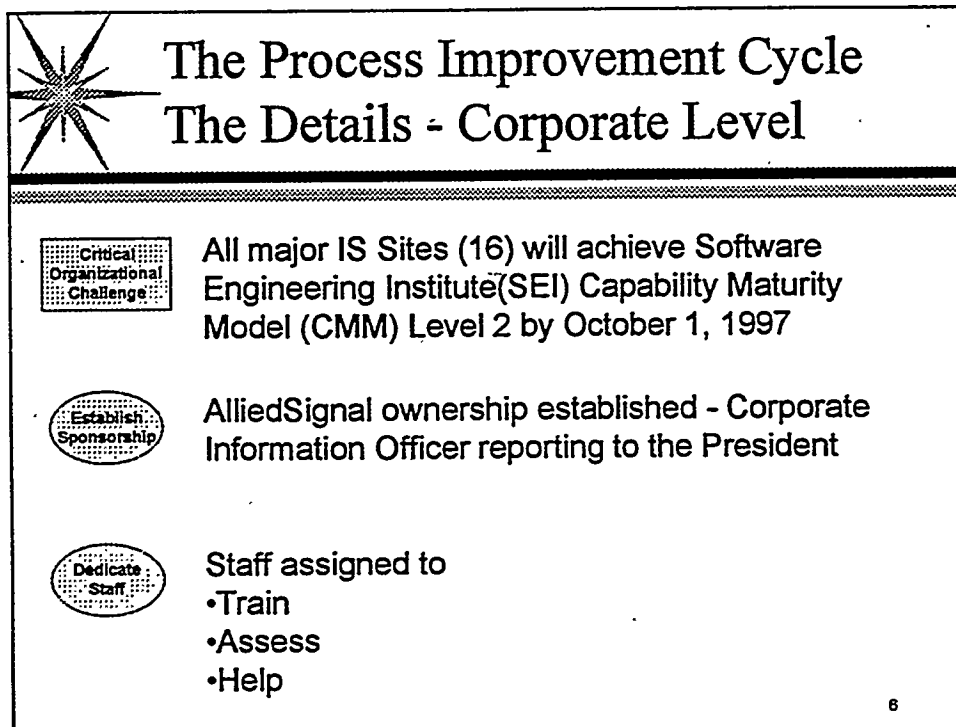 The Process Improvement Cycle
The Details - Corporate Level
Critical
Organizational
Challenge
All major IS Sites (16) will achieve Software
Engineering Institute(SEI) Capability Maturity
Model (CMM) Level 2 by October 1, 1997
Establish
Sponsorship
AlliedSignal ownership established - Corporate
Information Officer reporting to the President
Dedicate
Staff
Staff assigned to
•Train
•Assess
•Help
6